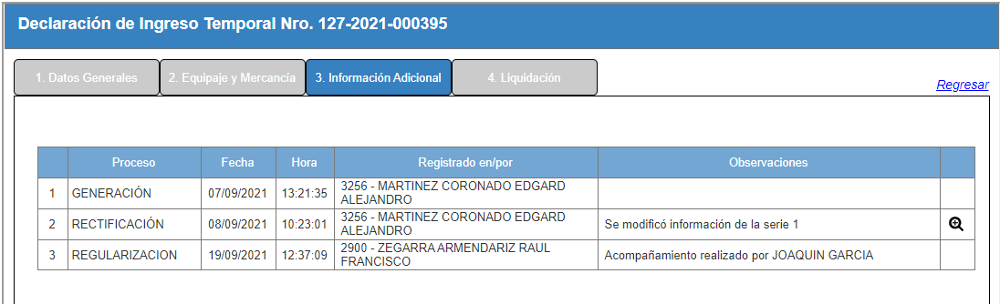 Declaración de Ingreso Temporal Nro. 127-2021-000395
1. Datos Generales
2. Equipaje y Mercancía
3. Información Adicional
4. Liquidación
Regresar
Proceso Fecha Hora Registrado en/por Observaciones
1 GENERACIÓN 07/09/2021 13:21:35 3256 - MARTINEZ CORONADO EDGARD
ALEJANDRO
2 RECTIFICACIÓN 08/09/2021 10:23:01 3256 - MARTINEZ CORONADO EDGARD
ALEJANDRO
Se modificó información de la serie 1
3 REGULARIZACION 19/09/2021 12:37:09 2900 - ZEGARRA ARMENDARIZ RAUL
FRANCISCO
Acompañamiento realizado por JOAQUIN GARCIA